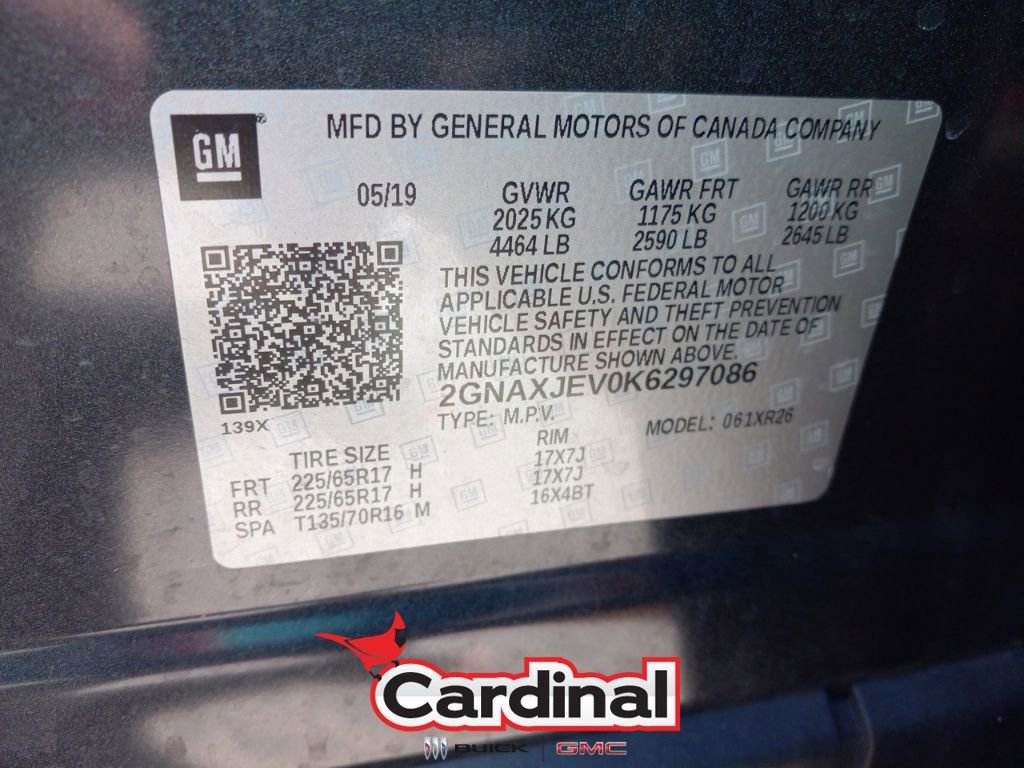 GM
MFD BY GENERAL MOTORS OF CANADA COMPANY
05/19
GVWR
2025 KG
4464 LB
GAWR FRT
1175 KG
2590 LB
GAWR RR
1200 KG
2645 LB
THIS VEHICLE CONFORMS TO ALL
APPLICABLE U.S. FEDERAL MOTOR
VEHICLE SAFETY AND THEFT PREVENTION
STANDARDS IN EFFECT ON THE DATE OF
MANUFACTURE SHOWN ABOVE.
2GNAXJEV0K6297086
TYPE: M.P.V. MODEL: 061XR26
139X
TIRE SIZE RIM
FRT 225/65R17 H 17X7J
RR 225/65R17 H 17X7J
SPA T135/70R16 M 16X4BT
Cardinal
BUICK GMC